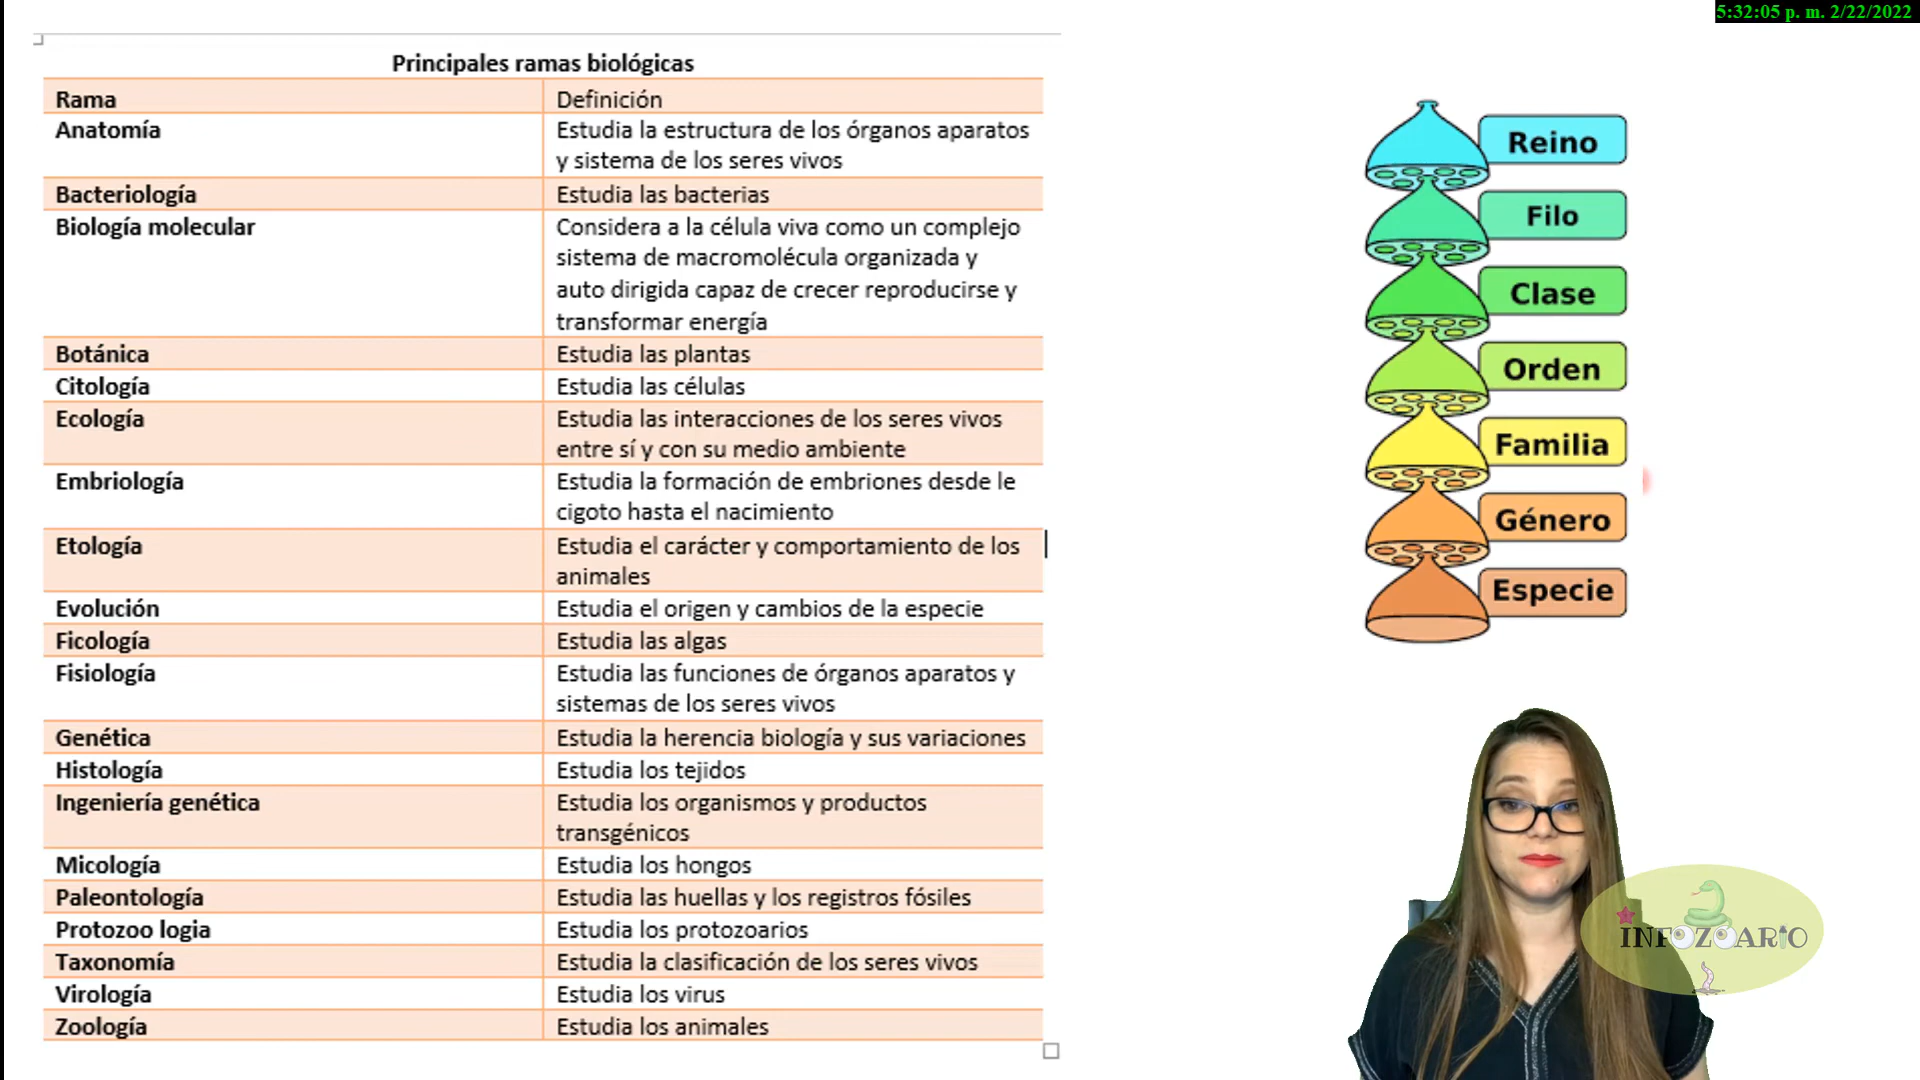 5:32:05 p. m. 2/22/2022
Principales ramas biológicas
Rama
Definición
Anatomía
Estudia la estructura de los órganos aparatos
y sistema de los seres vivos
Bacteriología
Estudia las bacterias
Biología molecular
Considera a la célula viva como un complejo
sistema de macromolécula organizada y
auto dirigida capaz de crecer reproducirse y
transformar energía
Botánica
Estudia las plantas
Citología
Estudia las células
Ecología
Estudia las interacciones de los seres vivos
entre sí y con su medio ambiente
Embriología
Estudia la formación de embriones desde le
cigoto hasta el nacimiento
Etología
Estudia el carácter y comportamiento de los
animales
Evolución
Estudia el origen y cambios de la especie
Ficología
Estudia las algas
Fisiología
Estudia las funciones de órganos aparatos y
sistemas de los seres vivos
Genética
Estudia la herencia biología y sus variaciones
Histología
Estudia los tejidos
Ingeniería genética
Estudia los organismos y productos
transgénicos
Micología
Estudia los hongos
Paleontología
Estudia las huellas y los registros fósiles
Protozoo logia
Estudia los protozoarios
Taxonomía
Estudia la clasificación de los seres vivos
Virología
Estudia los virus
Zoología
Estudia los animales
Reino
Filo
Clase
Orden
Familia
Género
Especie
INFOZOARIO